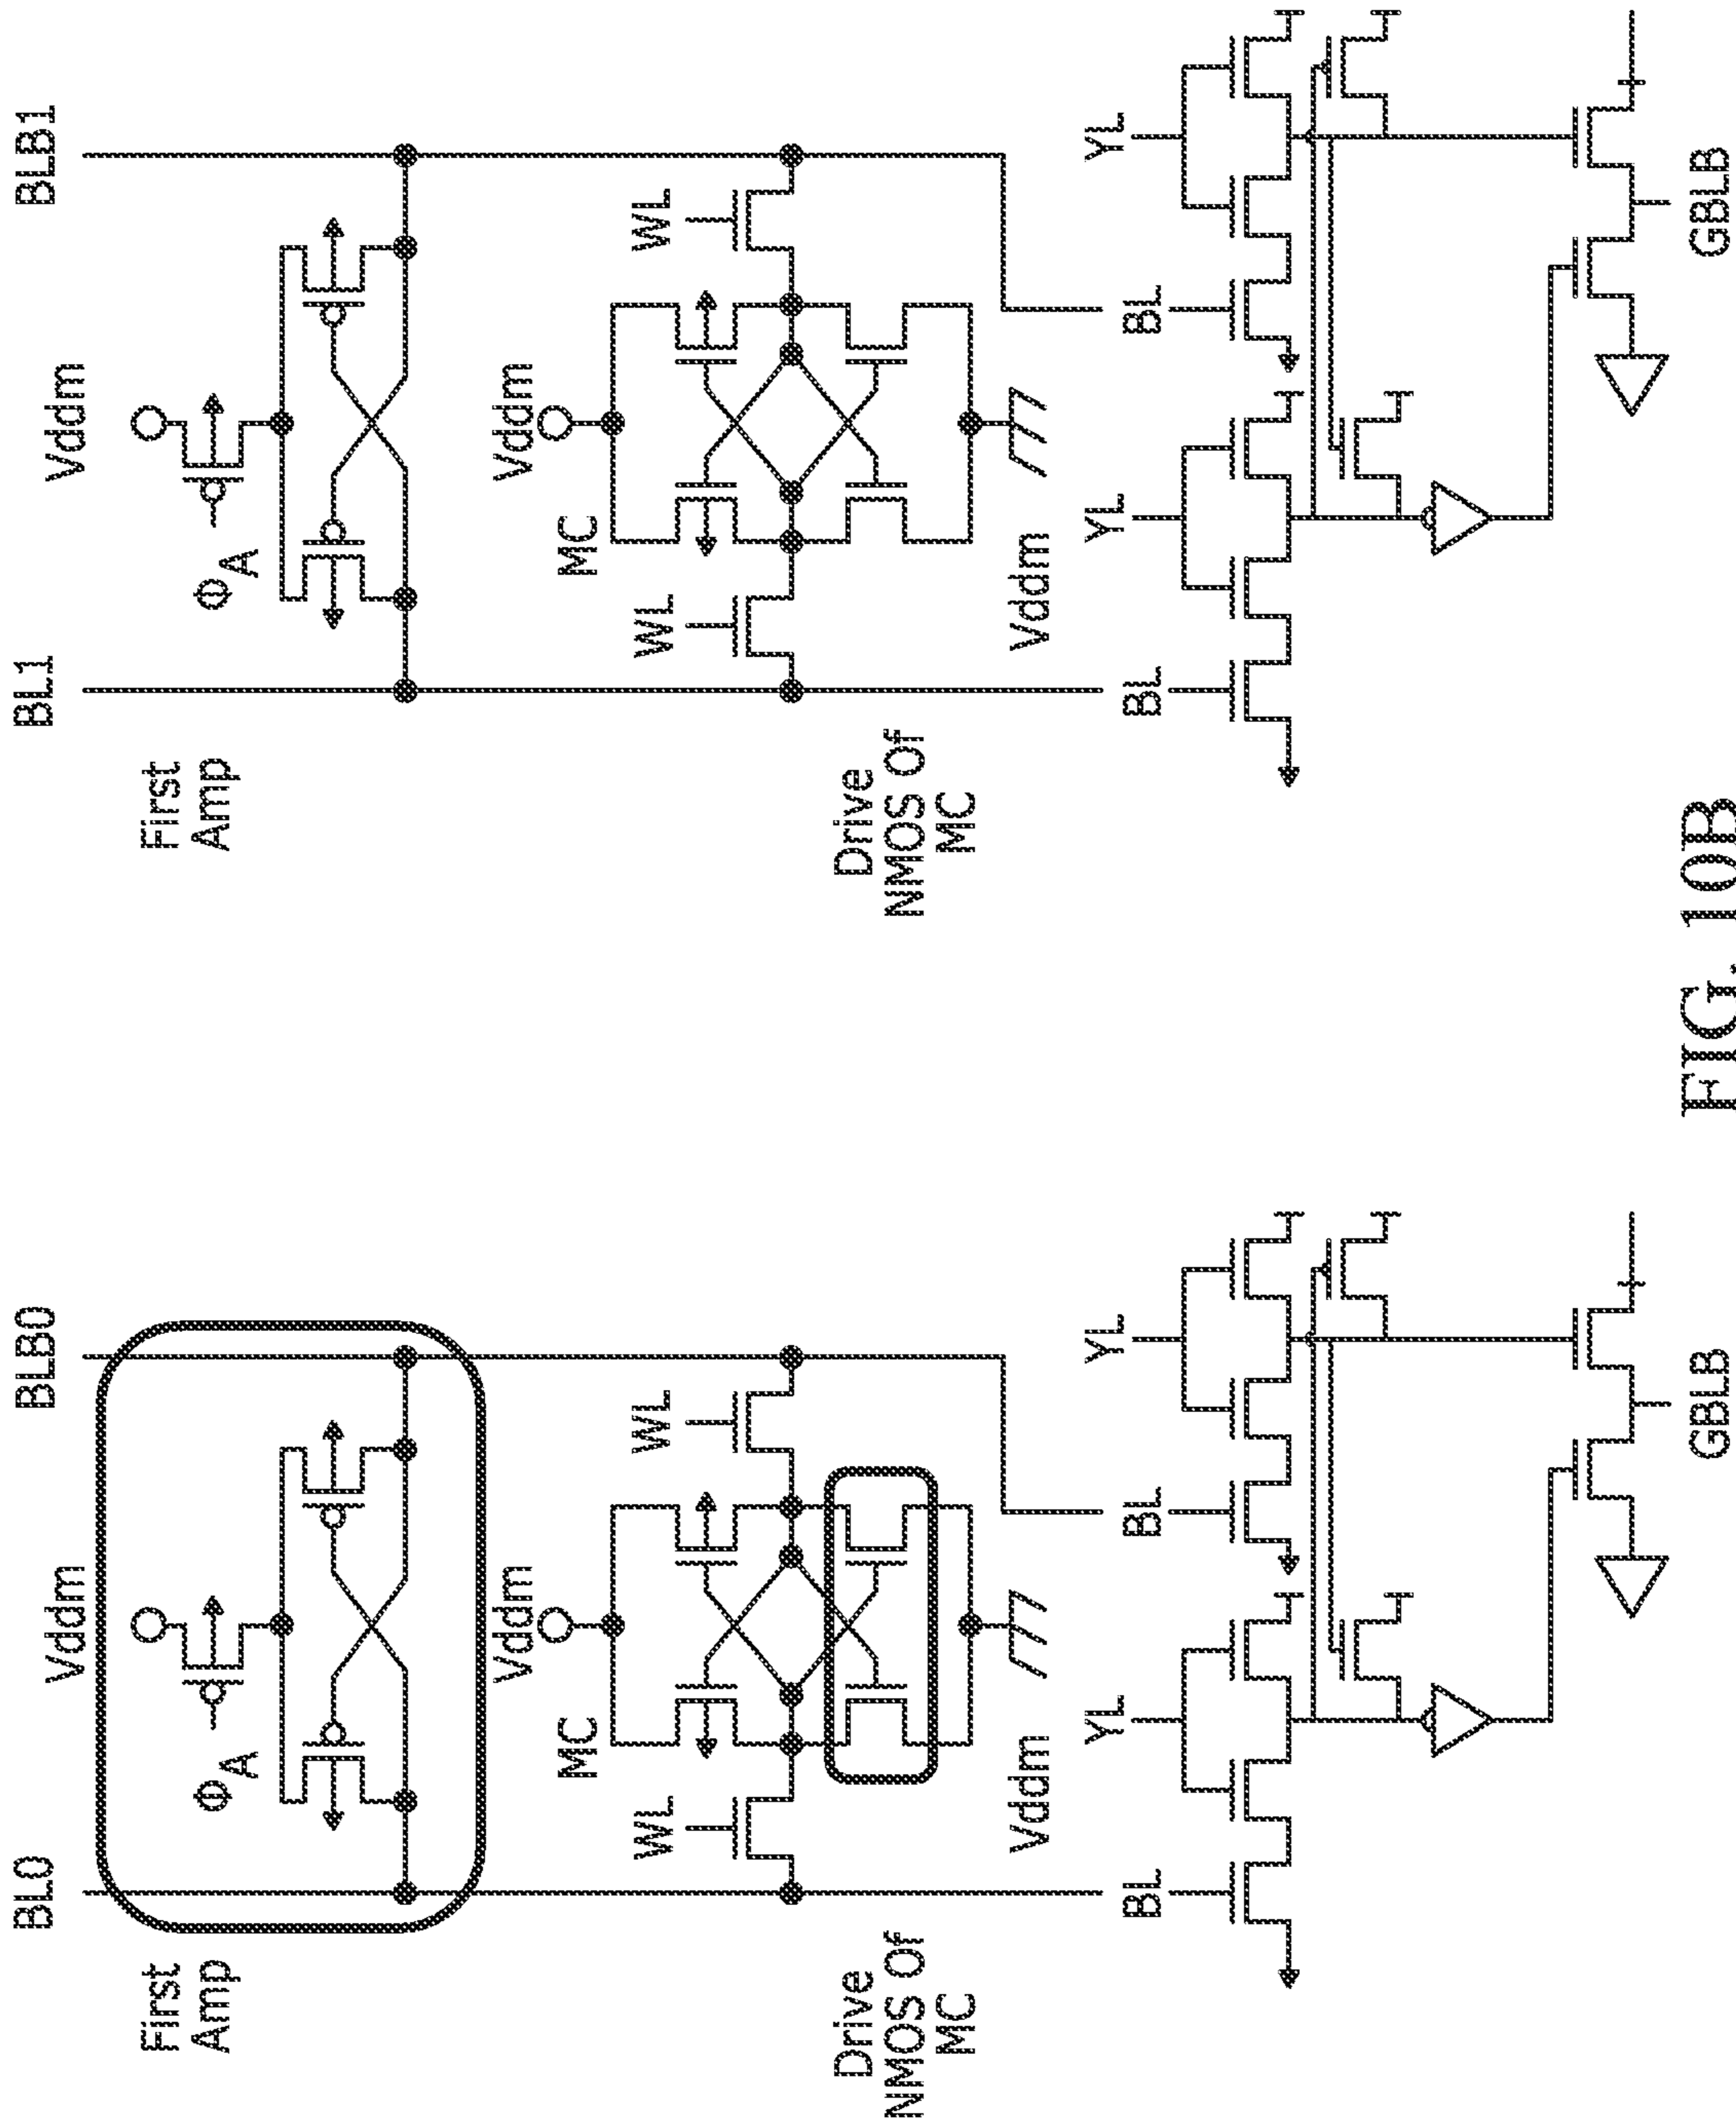 BL0
BLB0
BL1
BLB1
Vddm
Vddm
First
Amp
ΦA
First
Amp
ΦA
Vddm
Vddm
MC
MC
WL
WL
WL
WL
Drive
NMOS Of
MC
Vddm
Drive
NMOS Of
MC
Vddm
YL
YL
YL
YL
BL
BL
BL
BL
GBLB
GBLB
FIG. 10B